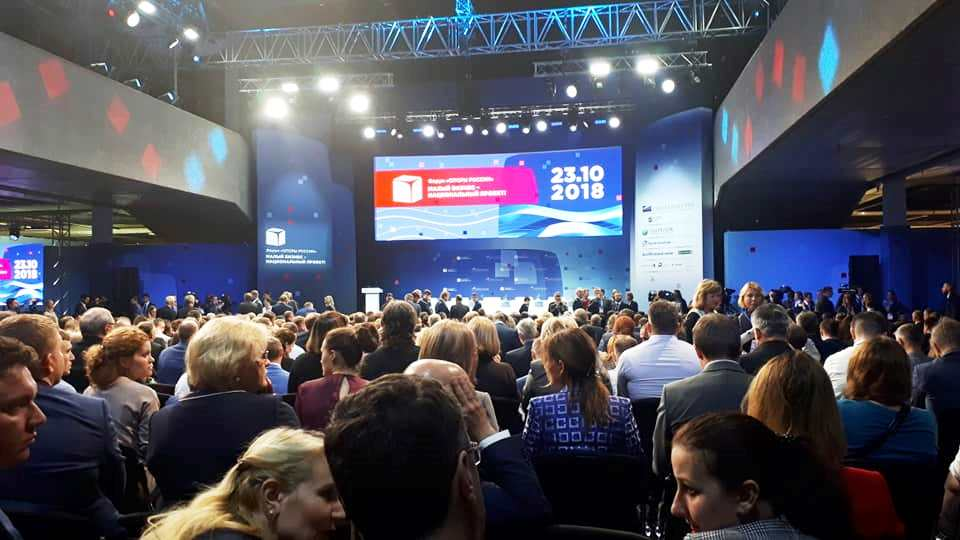 Форум «ОПОРЫ РОССИИ»
МАЛЫЙ БИЗНЕС –
НАЦИОНАЛЬНЫЙ ПРОЕКТ!
23.10
2018
Форум «ОПОРЫ РОССИИ»
МАЛЫЙ БИЗНЕС –
НАЦИОНАЛЬНЫЙ ПРОЕКТ!
23.10
2018